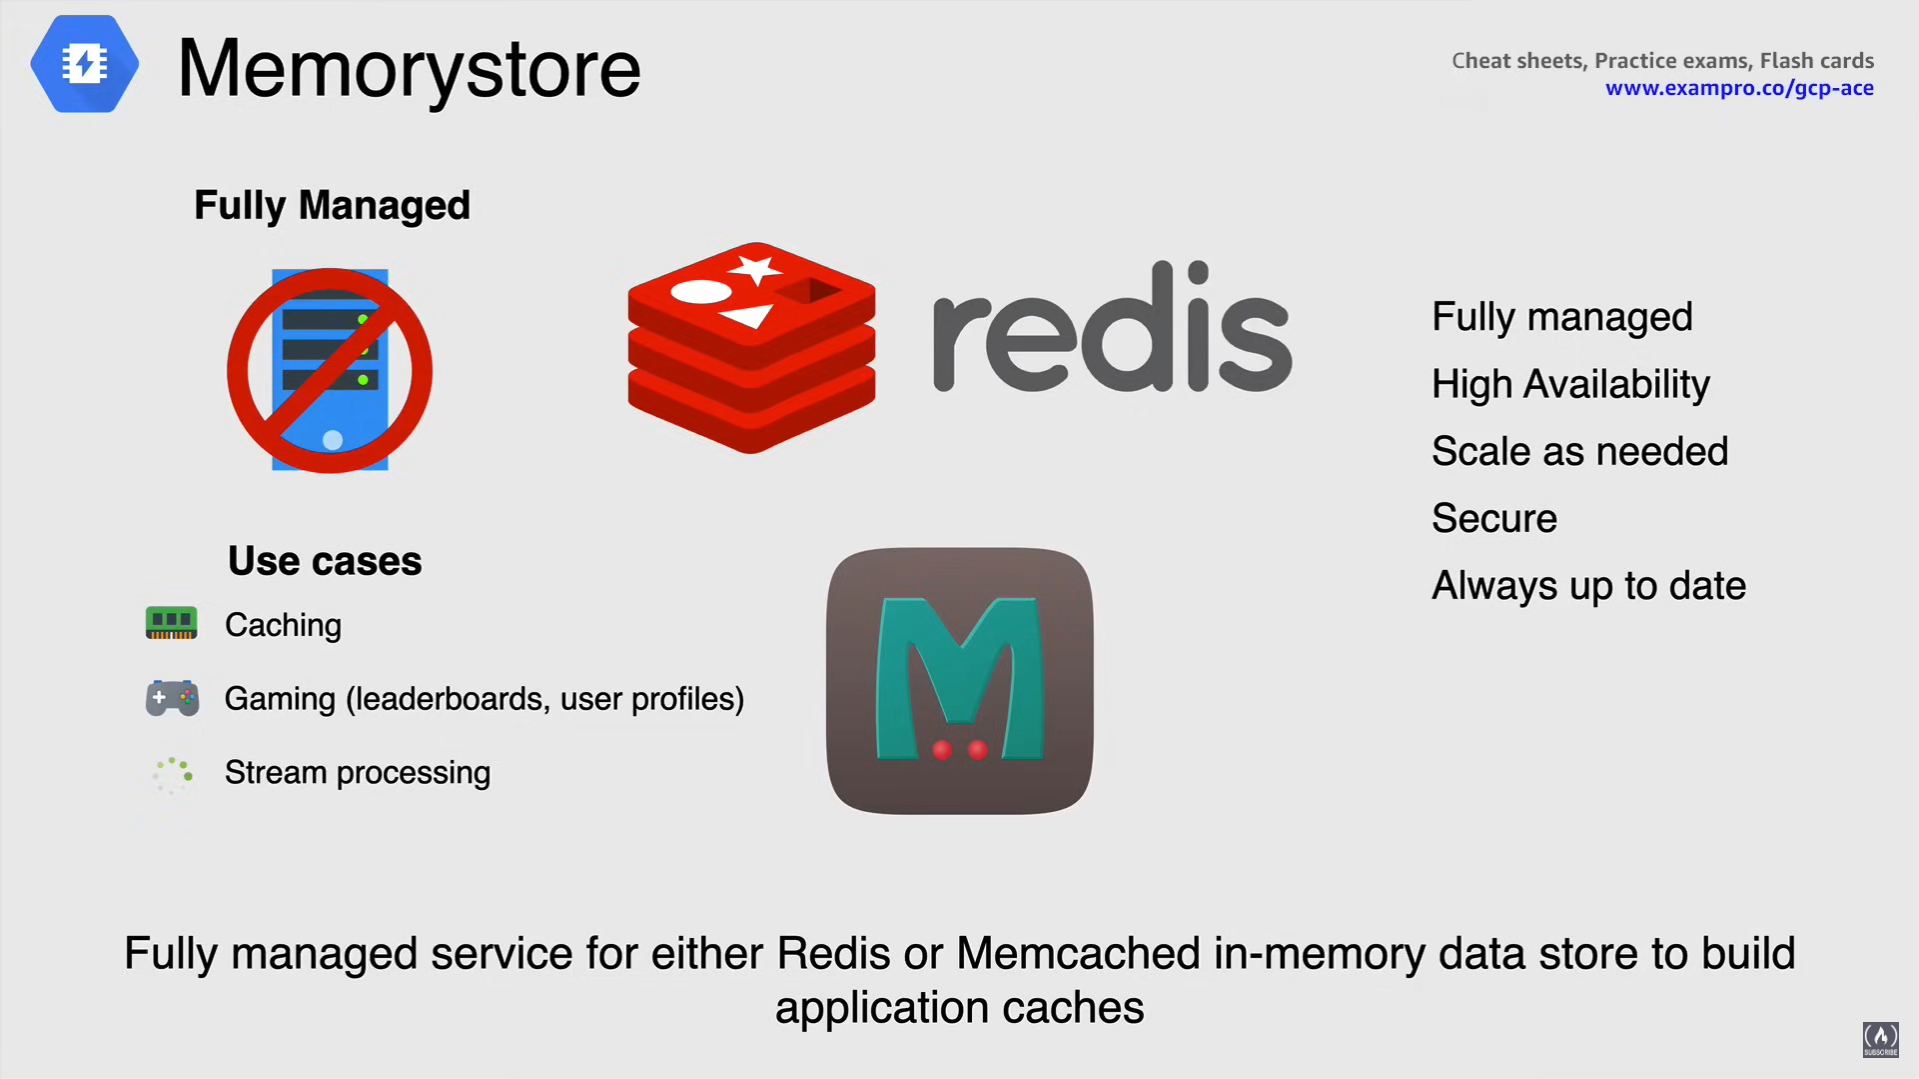 Memorystore
Cheat sheets, Practice exams, Flash cards
www.exampro.co/gcp-ace
Fully Managed
redis
Fully managed
High Availability
Scale as needed
Secure
Always up to date
Use cases
Caching
Gaming (leaderboards, user profiles)
Stream processing
M
Fully managed service for either Redis or Memcached in-memory data store to build
application caches
SUBSCRIBE